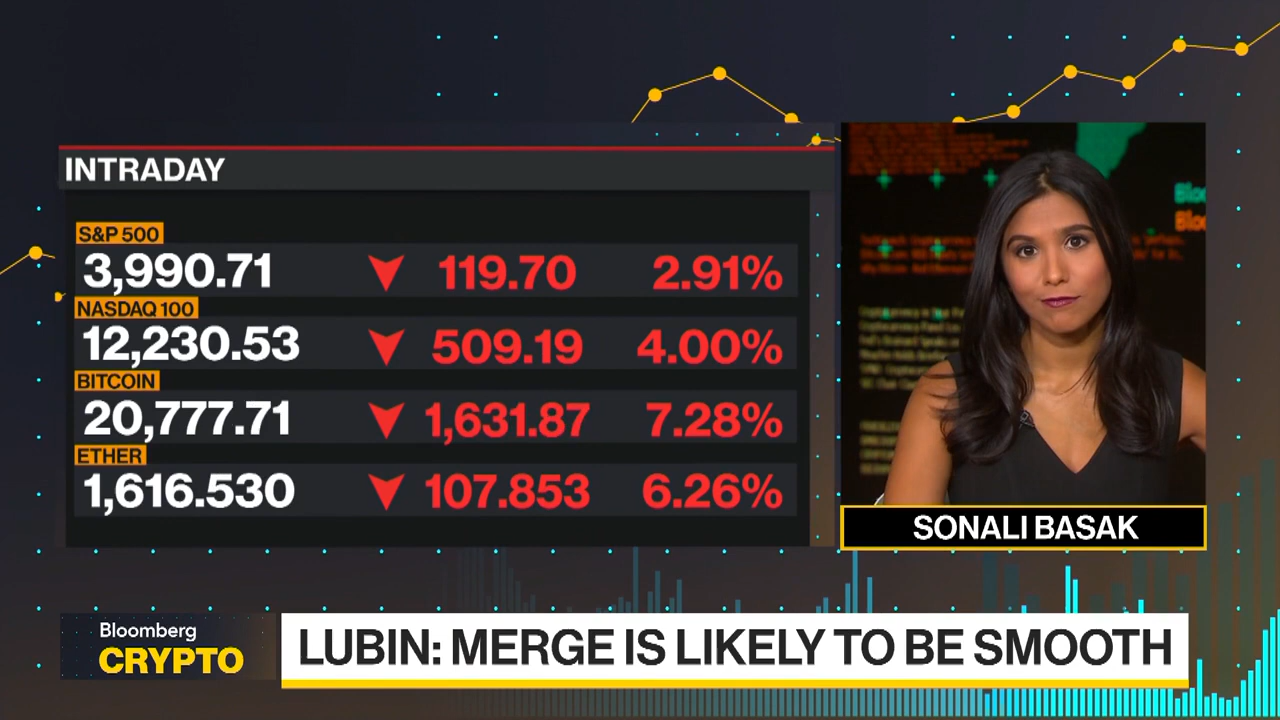 INTRADAY
S&P 500
3,990.71 119.70 2.91%
NASDAQ 100
12,230.53 509.19 4.00%
BITCOIN
20,777.71 1,631.87 7.28%
ETHER
1,616.530 107.853 6.26%
SONALI BASAK
Bloomberg
CRYPTO
LUBIN: MERGE IS LIKELY TO BE SMOOTH